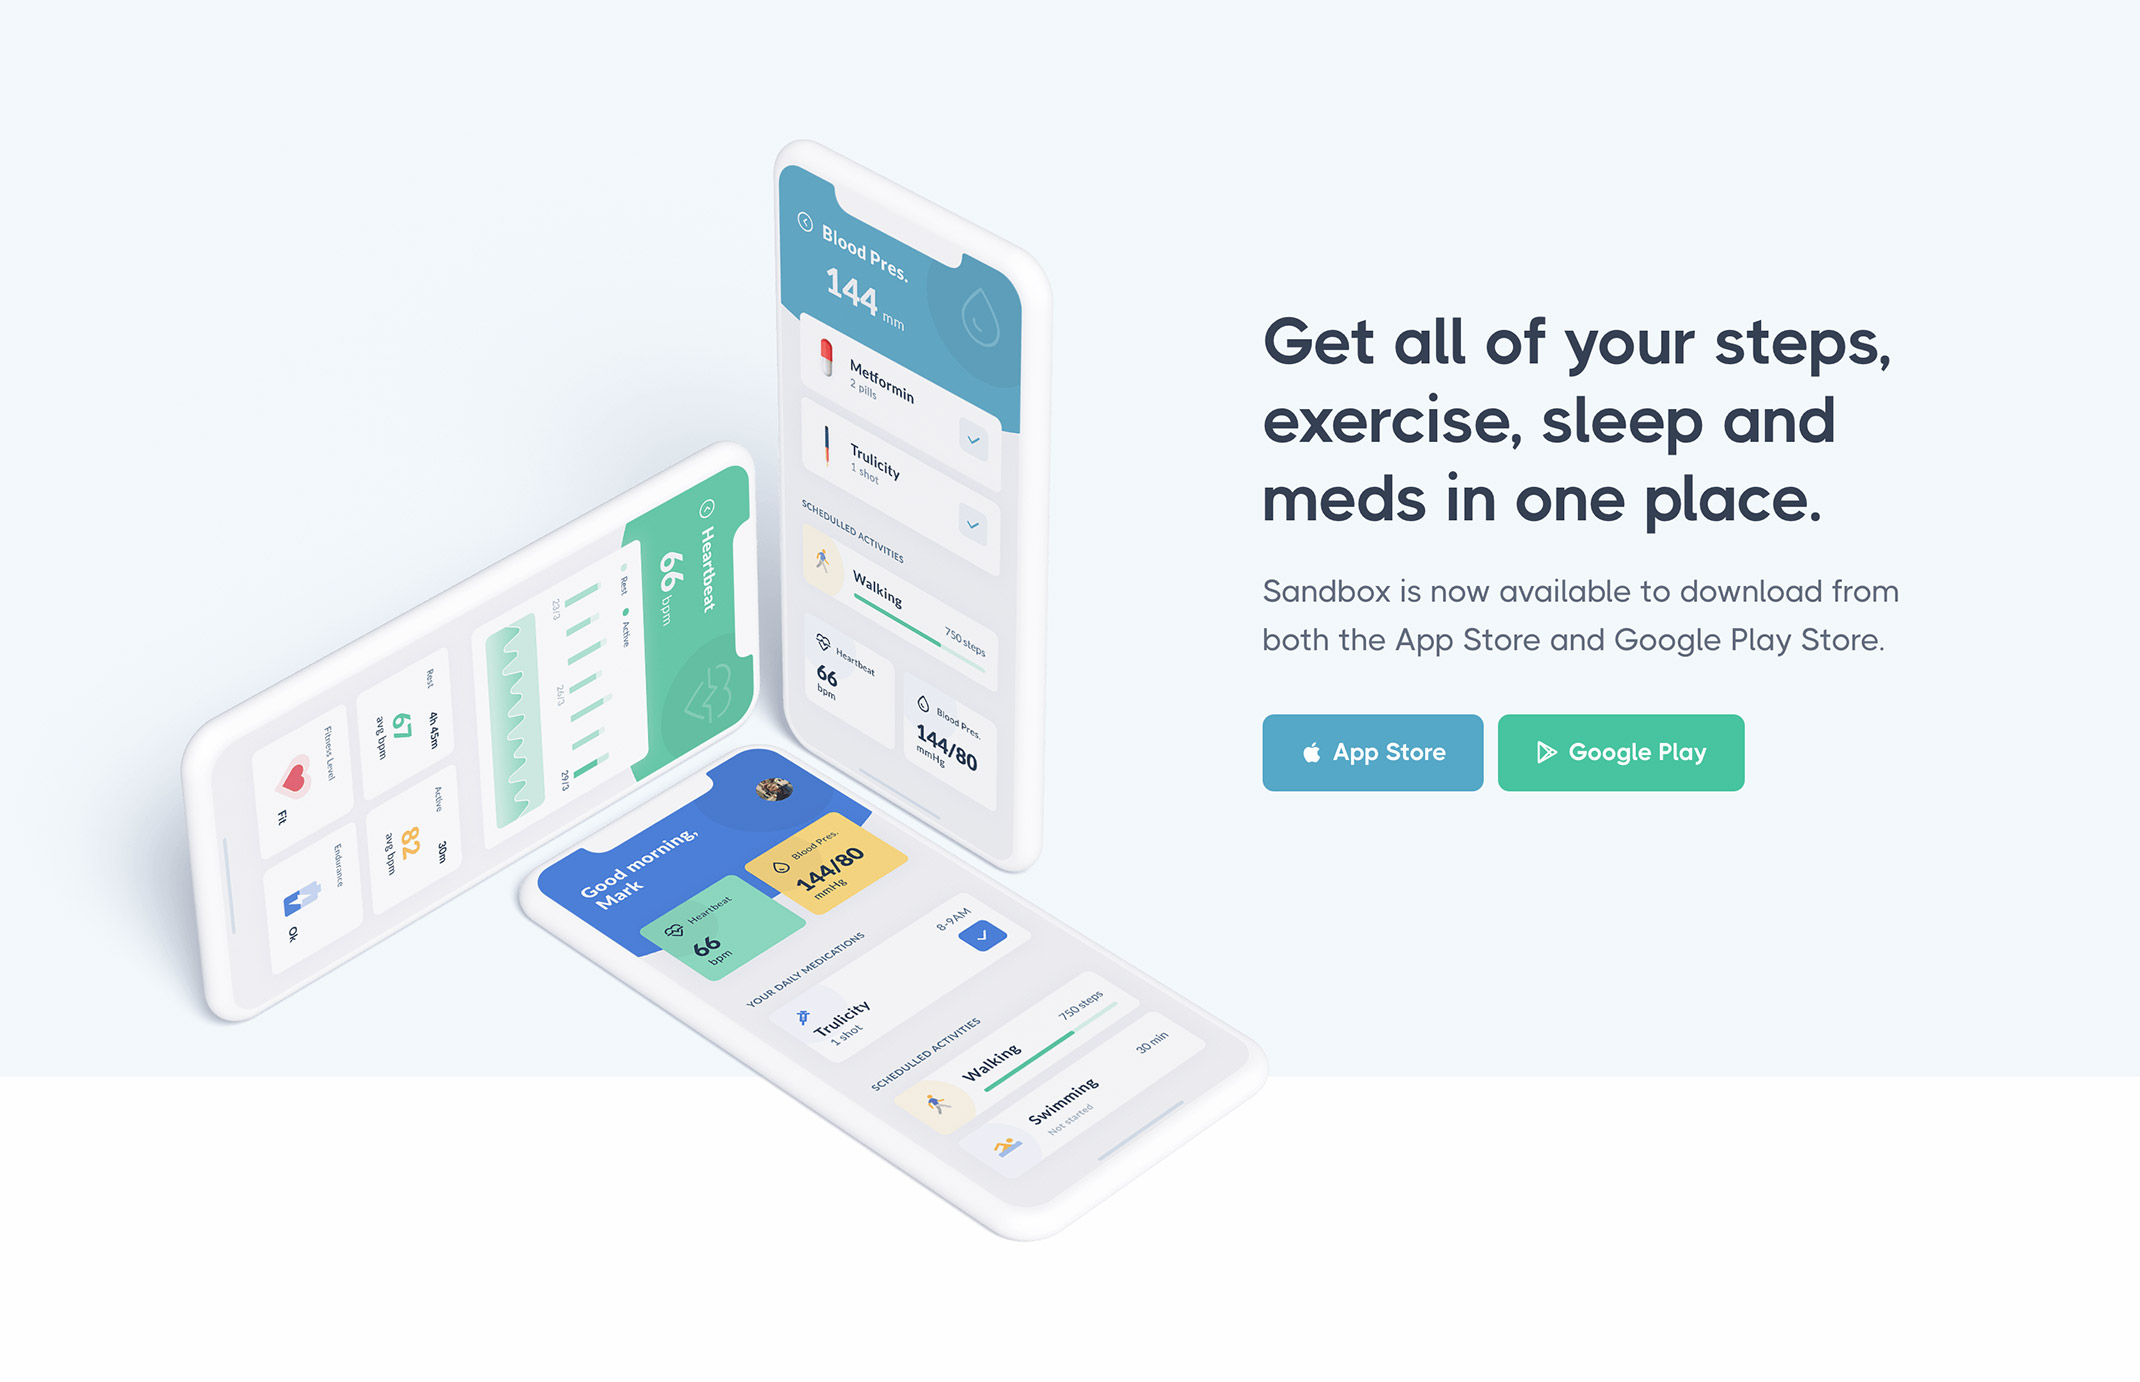 Get all of your steps,
exercise, sleep and
meds in one place.
Sandbox is now available to download from
both the App Store and Google Play Store.
App Store
Google Play
Blood Pres.
144 mm
Metformin
2 pills
Trulicity
1 shot
SCHEDULLED ACTIVITIES
Walking
750 steps
Heartbeat
66
bpm
Blood Pres.
144/80
mmHg
Heartbeat
66 bpm
Rest
Active
23/3
26/3
29/3
Rest
4h 45m
67
avg bpm
Active
30m
82
avg bpm
Fitness Level
Fit
Endurance
Ok
Good morning,
Mark
Heartbeat
66
bpm
Blood Pres.
144/80
mmHg
YOUR DAILY MEDICATIONS
8-9AM
Trulicity
1 shot
SCHEDULLED ACTIVITIES
Walking
750 steps
Swimming
Not started
30 min